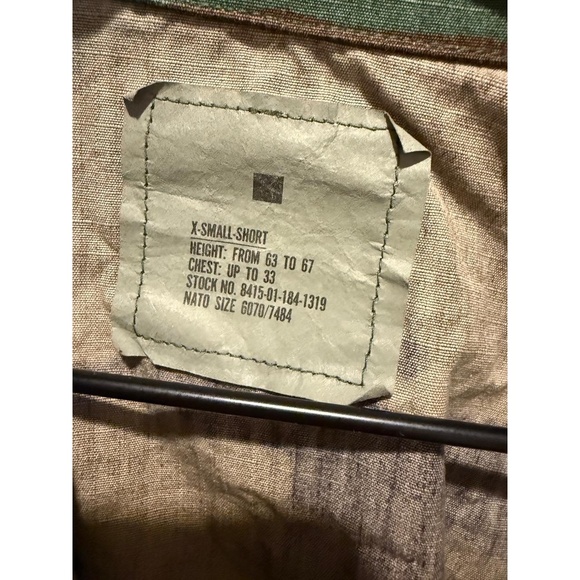 X-SMALL-SHORT
HEIGHT: FROM 63 TO 67
CHEST: UP TO 33
STOCK NO. 8415-01-184-1319
NATO SIZE 6070/7484